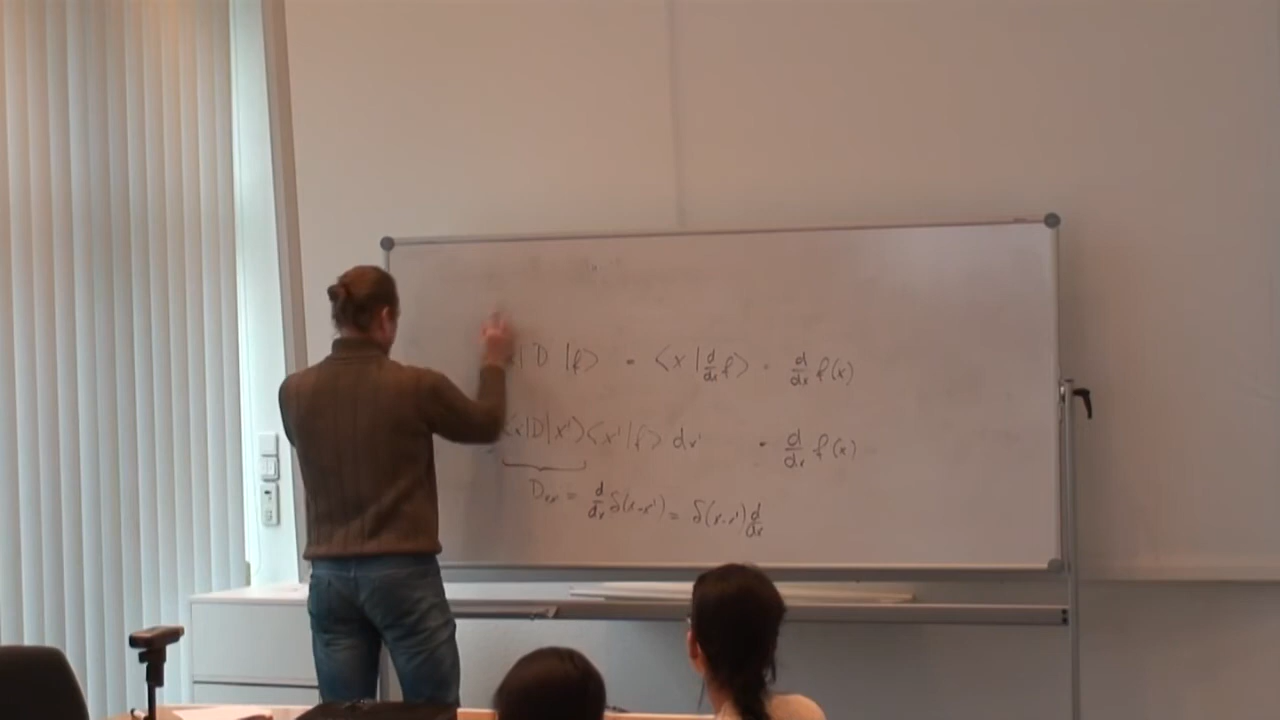 | D |f⟩ = ⟨x | d/dx f⟩ = d/dx f(x)
⟨x|D|x'⟩⟨x'|f⟩ dx' = d/dx f(x)
D_xx' = d/dx δ(x-x') = δ(x-x') d/dx